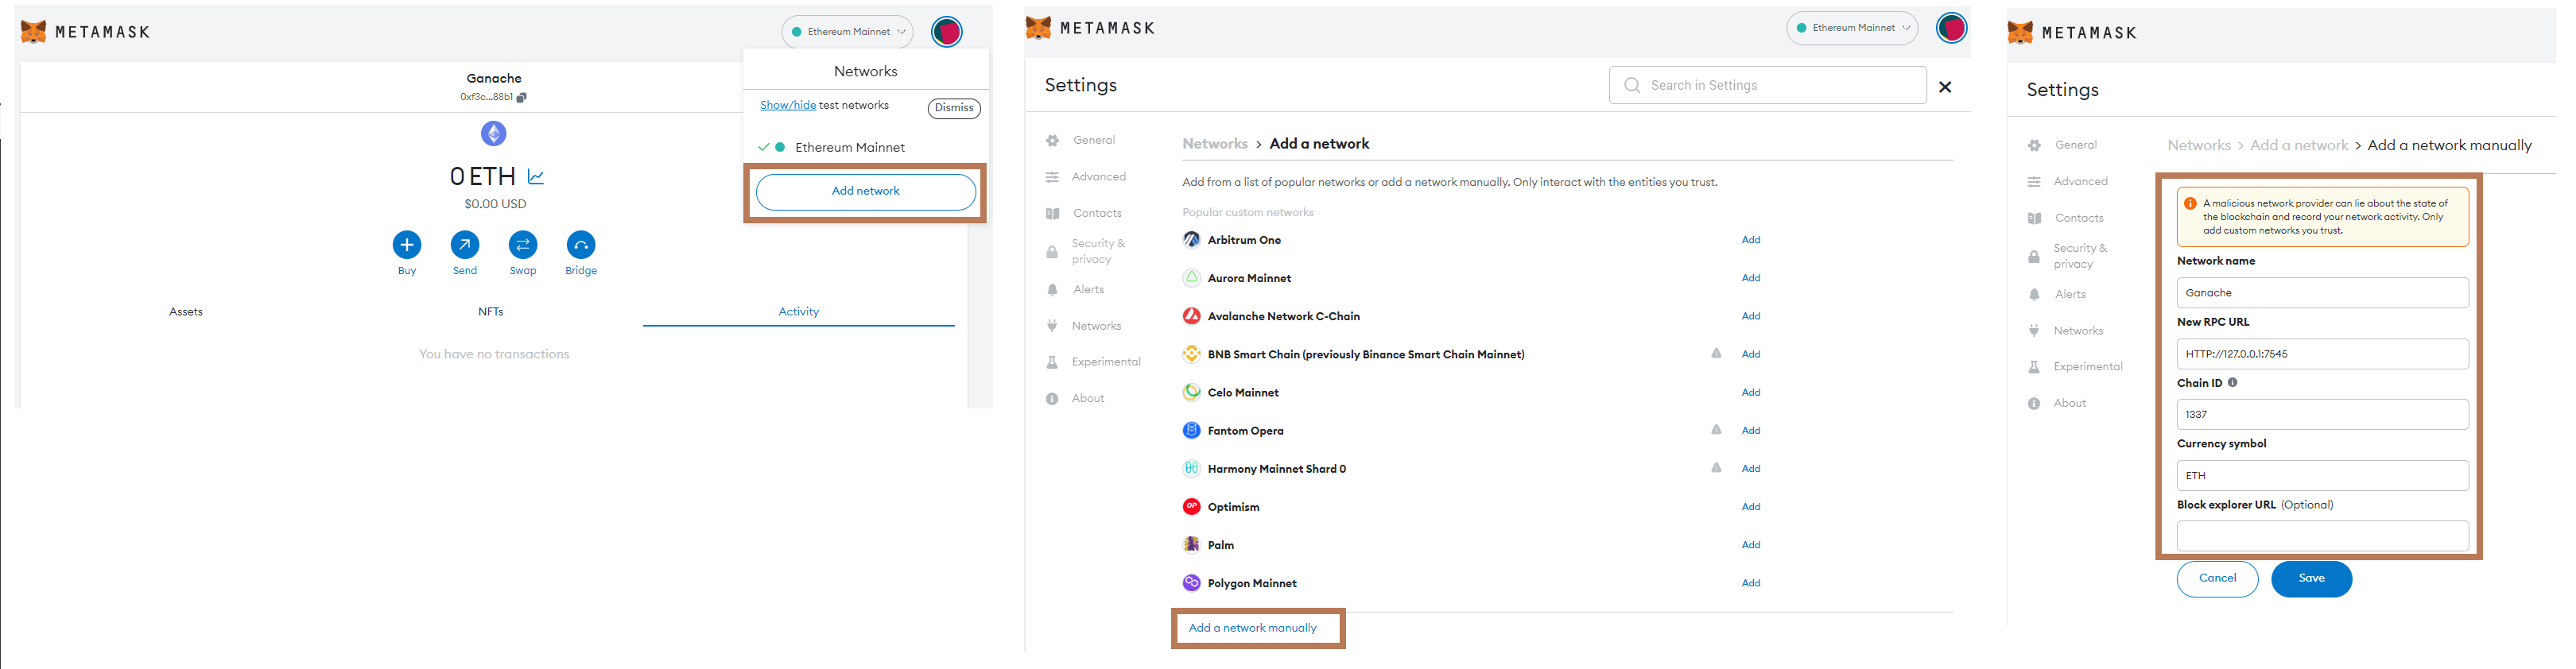 METAMASK
Ethereum Mainnet
Ganache
0xf3c...88b1
0 ETH
$0.00 USD
Buy
Send
Swap
Bridge
Assets
NFTs
Activity
You have no transactions
Networks
Show/hide test networks
Dismiss
Ethereum Mainnet
Add network
METAMASK
Ethereum Mainnet
Settings
Search in Settings
General
Advanced
Contacts
Security &
privacy
Alerts
Networks
Experimental
About
Networks > Add a network
Add from a list of popular networks or add a network manually. Only interact with the entities you trust.
Popular custom networks
Arbitrum One
Add
Aurora Mainnet
Add
Avalanche Network C-Chain
Add
BNB Smart Chain (previously Binance Smart Chain Mainnet)
Add
Celo Mainnet
Add
Fantom Opera
Add
Harmony Mainnet Shard 0
Add
OP
Optimism
Add
Palm
Add
Polygon Mainnet
Add
Add a network manually
METAMASK
Settings
General
Advanced
Contacts
Security &
privacy
Alerts
Networks
Experimental
About
Networks > Add a network > Add a network manually
A malicious network provider can lie about the state of
the blockchain and record your network activity. Only
add custom networks you trust.
Network name
Ganache
New RPC URL
HTTP://127.0.0.1:7545
Chain ID
1337
Currency symbol
ETH
Block explorer URL (Optional)
Cancel
Save